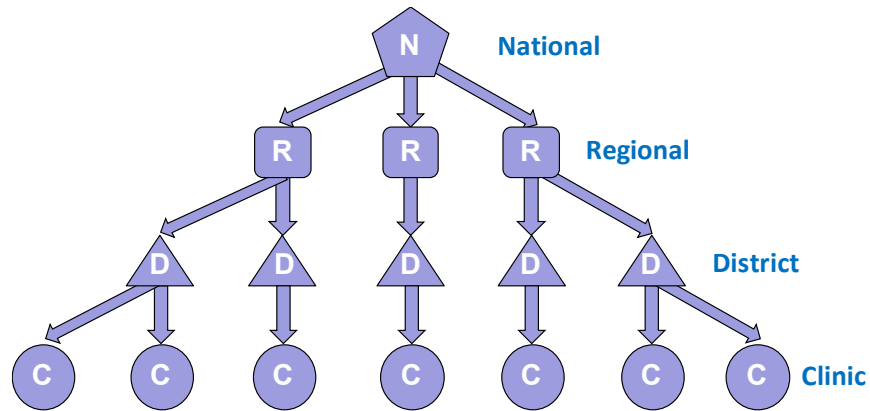 N
National
R R R
Regional
D D D D D
District
C C C C C C C
Clinic